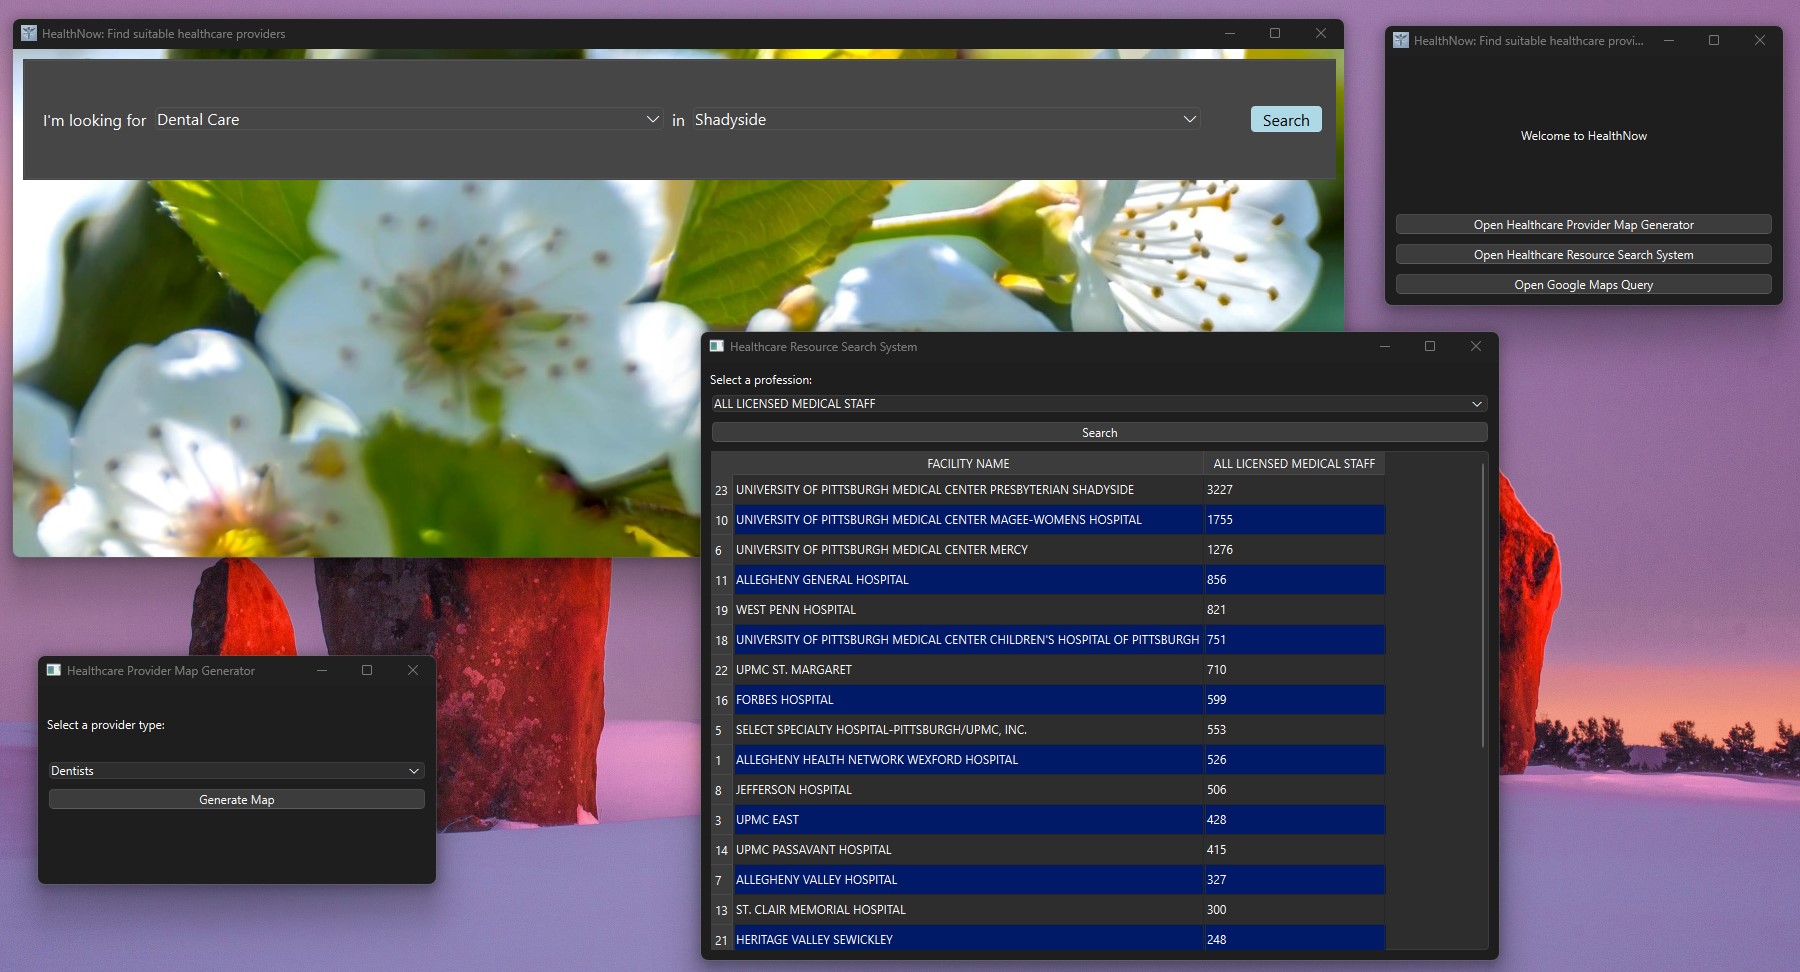 HealthNow: Find suitable healthcare providers
I'm looking for Dental Care in Shadyside Search
HealthNow: Find suitable healthcare provi...
Welcome to HealthNow
Open Healthcare Provider Map Generator
Open Healthcare Resource Search System
Open Google Maps Query
Healthcare Resource Search System
Select a profession:
ALL LICENSED MEDICAL STAFF
Search
FACILITY NAME ALL LICENSED MEDICAL STAFF
23 UNIVERSITY OF PITTSBURGH MEDICAL CENTER PRESBYTERIAN SHADYSIDE 3227
10 UNIVERSITY OF PITTSBURGH MEDICAL CENTER MAGEE-WOMENS HOSPITAL 1755
6 UNIVERSITY OF PITTSBURGH MEDICAL CENTER MERCY 1276
11 ALLEGHENY GENERAL HOSPITAL 856
19 WEST PENN HOSPITAL 821
18 UNIVERSITY OF PITTSBURGH MEDICAL CENTER CHILDREN'S HOSPITAL OF PITTSBURGH 751
22 UPMC ST. MARGARET 710
16 FORBES HOSPITAL 599
5 SELECT SPECIALTY HOSPITAL-PITTSBURGH/UPMC, INC. 553
1 ALLEGHENY HEALTH NETWORK WEXFORD HOSPITAL 526
8 JEFFERSON HOSPITAL 506
3 UPMC EAST 428
14 UPMC PASSAVANT HOSPITAL 415
7 ALLEGHENY VALLEY HOSPITAL 327
13 ST. CLAIR MEMORIAL HOSPITAL 300
21 HERITAGE VALLEY SEWICKLEY 248
Healthcare Provider Map Generator
Select a provider type:
Dentists
Generate Map